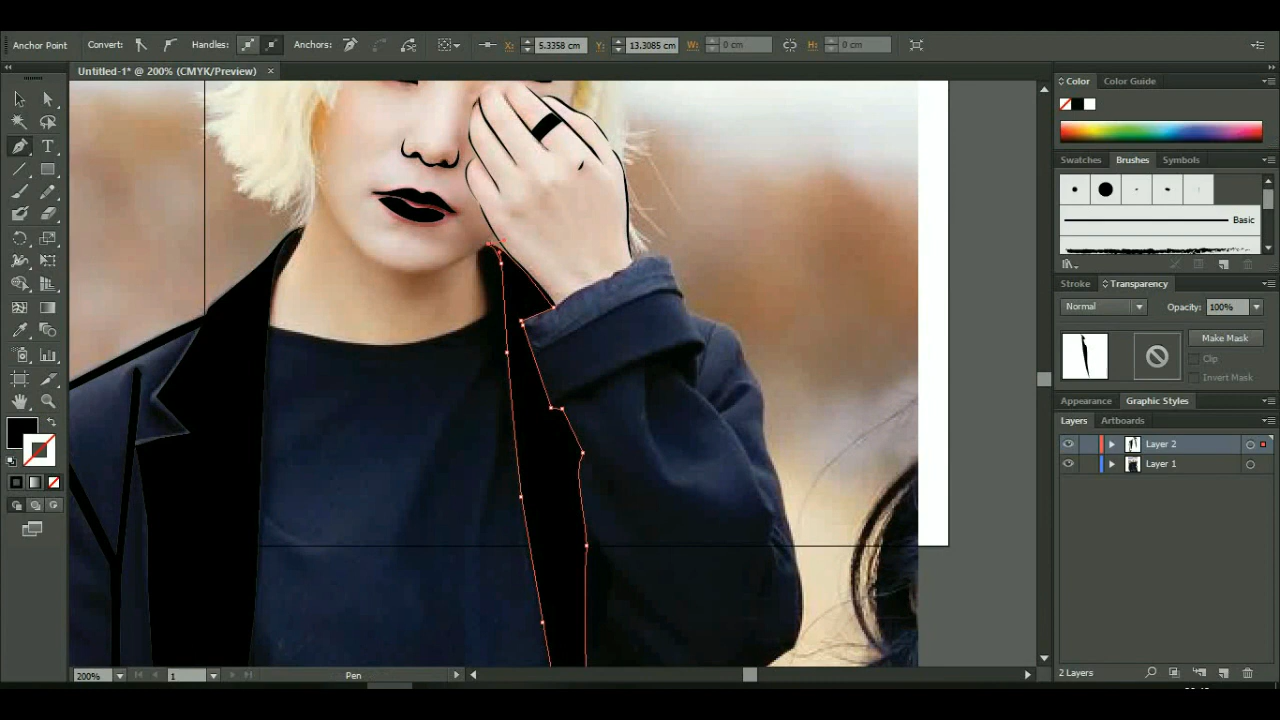 Anchor Point Convert: Handles: Anchors: X: 5.3358 cm Y: 13.3085 cm W: 0 cm H: 0 cm
Untitled-1* @ 200% (CMYK/Preview) ×
Color Color Guide
Swatches Brushes Symbols
Basic
Stroke Transparency
Normal Opacity: 100%
Make Mask
Clip
Invert Mask
Appearance Graphic Styles
Layers Artboards
Layer 2
Layer 1
200% 1 Pen 2 Layers